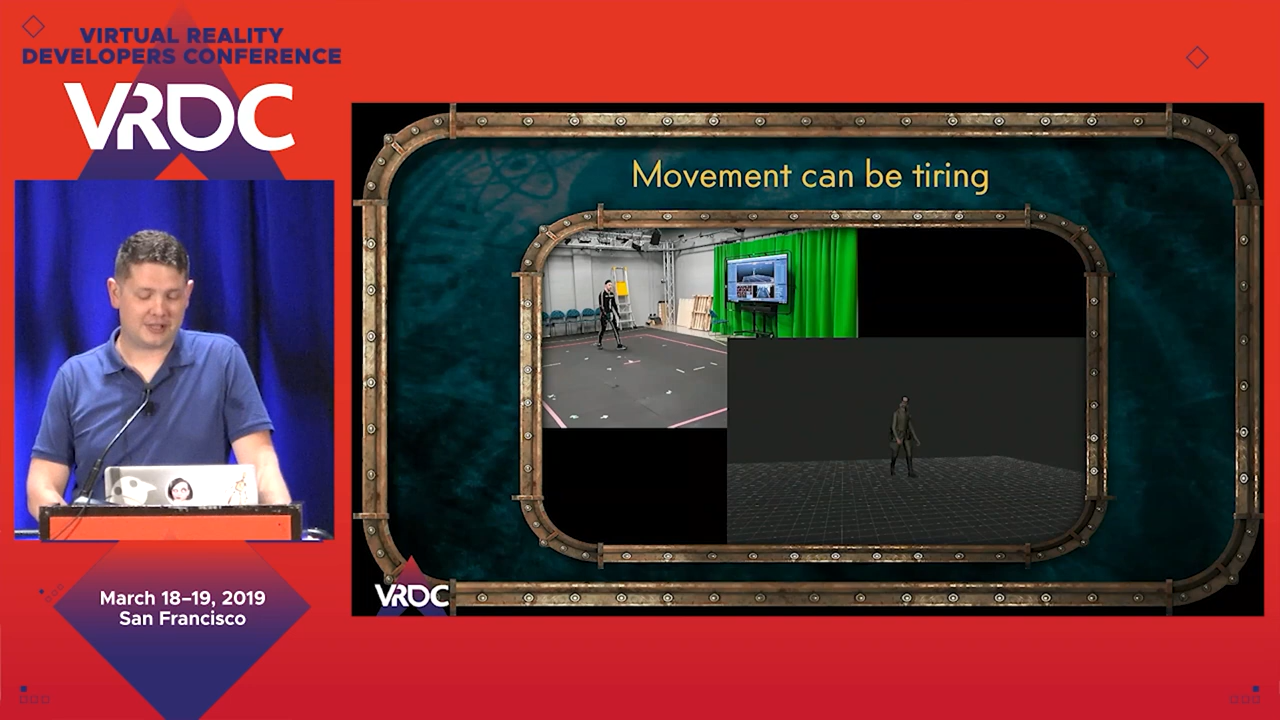 VIRTUAL REALITY
DEVELOPERS CONFERENCE
VRDC
Movement can be tiring
VRDC
March 18–19, 2019
San Francisco